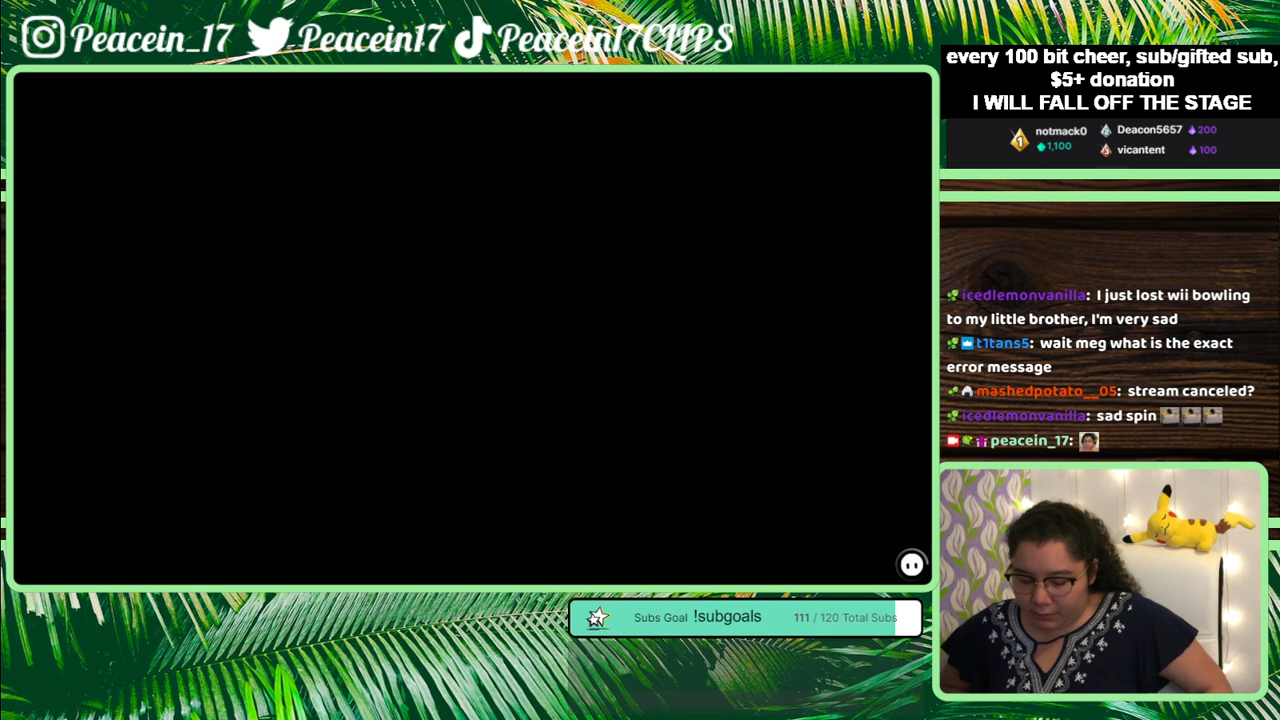 Peacein_17 Peacein17 Peacein17ClIPS
every 100 bit cheer, sub/gifted sub,
$5+ donation
I WILL FALL OFF THE STAGE
1 notmack0 1,100
2 Deacon5657 200
3 vicantent 100
icedlemonvanilla: I just lost wii bowling
to my little brother, I'm very sad
t1tans5: wait meg what is the exact
error message
mashedpotato__05: stream canceled?
icedlemonvanilla: sad spin
peacein_17:
Subs Goal !subgoals 111 / 120 Total Subs